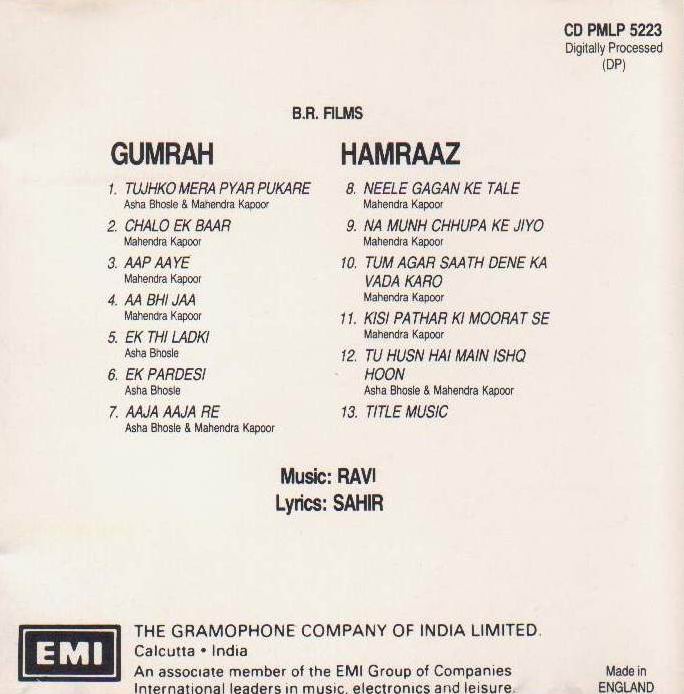 CD PMLP 5223
Digitally Processed
(DP)
B.R. FILMS
GUMRAH
1. TUJHKO MERA PYAR PUKARE
Asha Bhosle & Mahendra Kapoor
2. CHALO EK BAAR
Mahendra Kapoor
3. AAP AAYE
Mahendra Kapoor
4. AA BHI JAA
Mahendra Kapoor
5. EK THI LADKI
Asha Bhosle
6. EK PARDESI
Asha Bhosle
7. AAJA AAJA RE
Asha Bhosle & Mahendra Kapoor
HAMRAAZ
8. NEELE GAGAN KE TALE
Mahendra Kapoor
9. NA MUNH CHHUPA KE JIYO
Mahendra Kapoor
10. TUM AGAR SAATH DENE KA
VADA KARO
Mahendra Kapoor
11. KISI PATHAR KI MOORAT SE
Mahendra Kapoor
12. TU HUSN HAI MAIN ISHQ
HOON
Asha Bhosle & Mahendra Kapoor
13. TITLE MUSIC
Music: RAVI
Lyrics: SAHIR
EMI
THE GRAMOPHONE COMPANY OF INDIA LIMITED.
Calcutta • India
An associate member of the EMI Group of Companies
International leaders in music, electronics and leisure.
Made in
ENGLAND